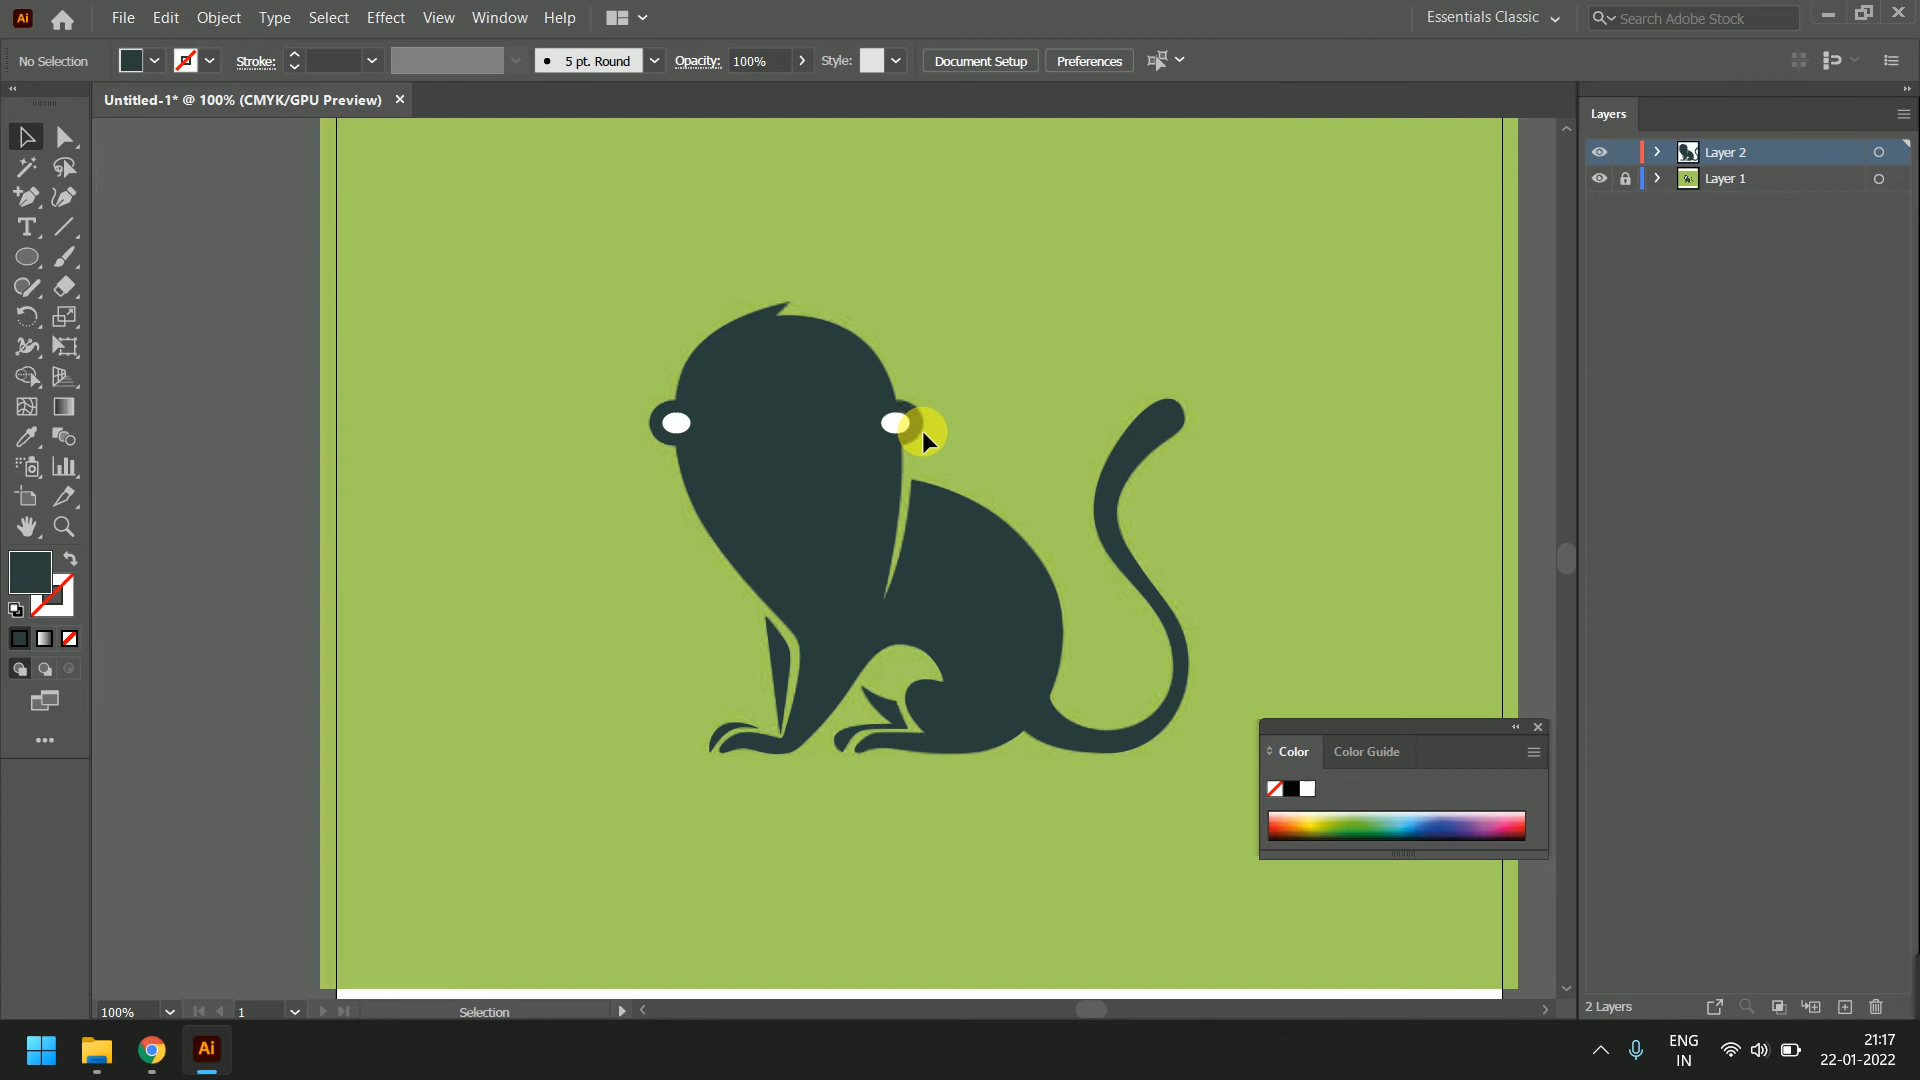 Ai File Edit Object Type Select Effect View Window Help Essentials Classic Search Adobe Stock
No Selection Stroke: 5 pt. Round Opacity: 100% Style: Document Setup Preferences
Untitled-1* @ 100% (CMYK/GPU Preview)
Layers
Layer 2
Layer 1
Color Color Guide
100% 1 Selection
2 Layers
Ai
ENG
IN
21:17
22-01-2022